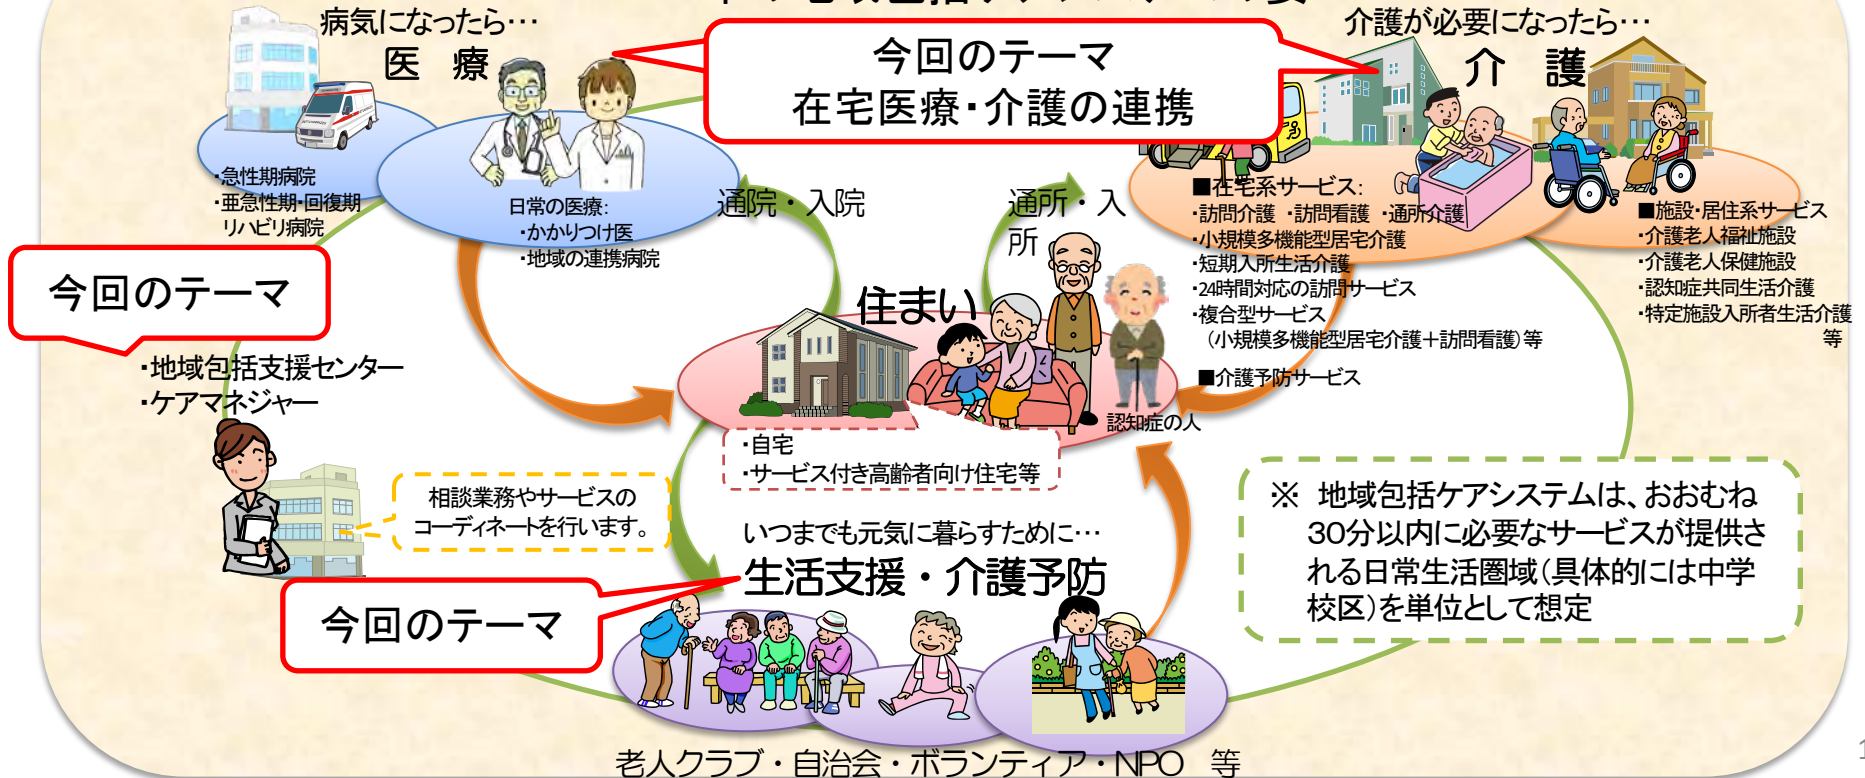 病気になったら…
医 療
今回のテーマ
在宅医療・介護の連携
介護が必要になったら…
介 護
・急性期病院
・亜急性期・回復期
リハビリ病院
日常の医療:
・かかりつけ医
・地域の連携病院
通院・入院
通所・入
所
■在宅系サービス:
・訪問介護 ・訪問看護 ・通所介護
・小規模多機能型居宅介護
・短期入所生活介護
・24時間対応の訪問サービス
・複合型サービス
(小規模多機能型居宅介護+訪問看護)等
■介護予防サービス
■施設・居住系サービス
・介護老人福祉施設
・介護老人保健施設
・認知症共同生活介護
・特定施設入所者生活介護
等
今回のテーマ
・地域包括支援センター
・ケアマネジャー
相談業務やサービスの
コーディネートを行います。
住まい
認知症の人
・自宅
・サービス付き高齢者向け住宅等
いつまでも元気に暮らすために…
生活支援・介護予防
今回のテーマ
※ 地域包括ケアシステムは、おおむね
30分以内に必要なサービスが提供さ
れる日常生活圏域(具体的には中学
校区)を単位として想定
老人クラブ・自治会・ボランティア・NPO 等